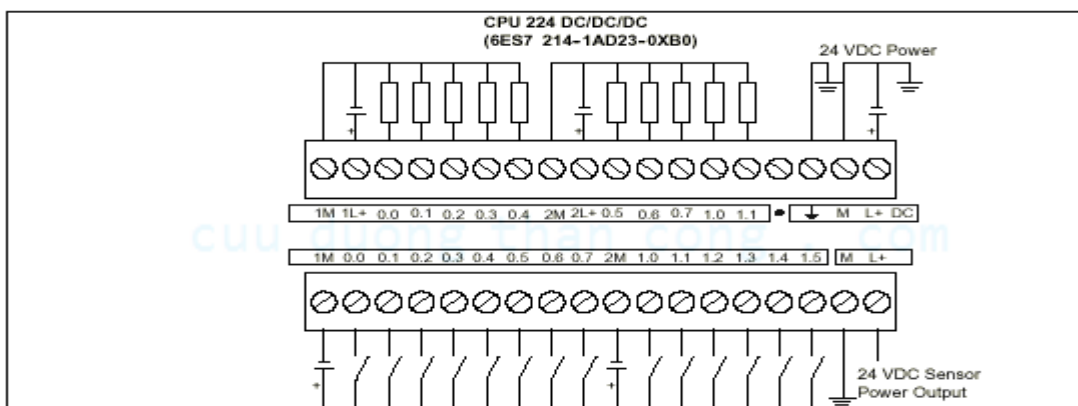 CPU 224 DC/DC/DC
(6ES7 214-1AD23-0XB0)
24 VDC Power
+ + +
1M 1L+ 0.0 0.1 0.2 0.3 0.4 2M 2L+ 0.5 0.6 0.7 1.0 1.1 M L+ DC
cuu duong than cong . com
1M 0.0 0.1 0.2 0.3 0.4 0.5 0.6 0.7 2M 1.0 1.1 1.2 1.3 1.4 1.5 M L+
+ +
24 VDC Sensor
Power Output